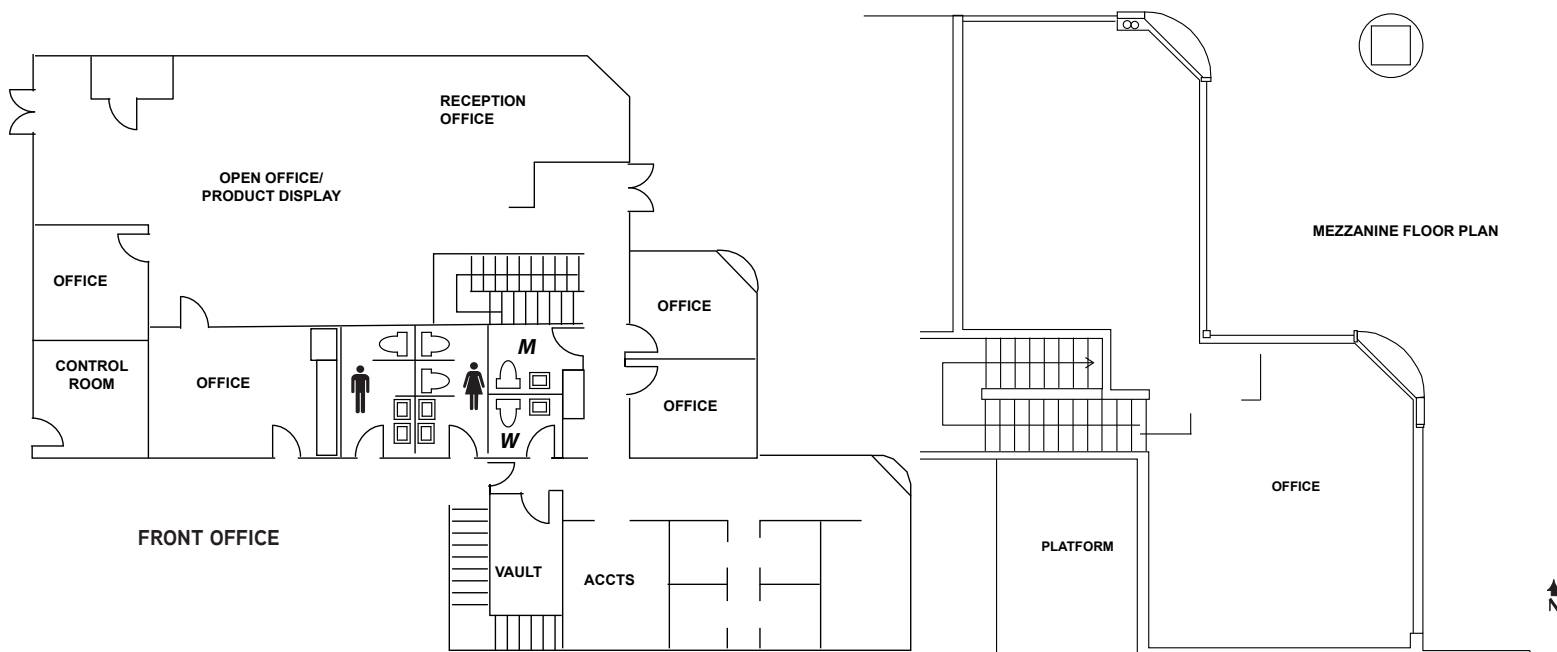 RECEPTION
OFFICE
OPEN OFFICE/
PRODUCT DISPLAY
OFFICE
CONTROL
ROOM
OFFICE
M
W
OFFICE
OFFICE
FRONT OFFICE
VAULT
ACCTS
MEZZANINE FLOOR PLAN
OFFICE
PLATFORM
N